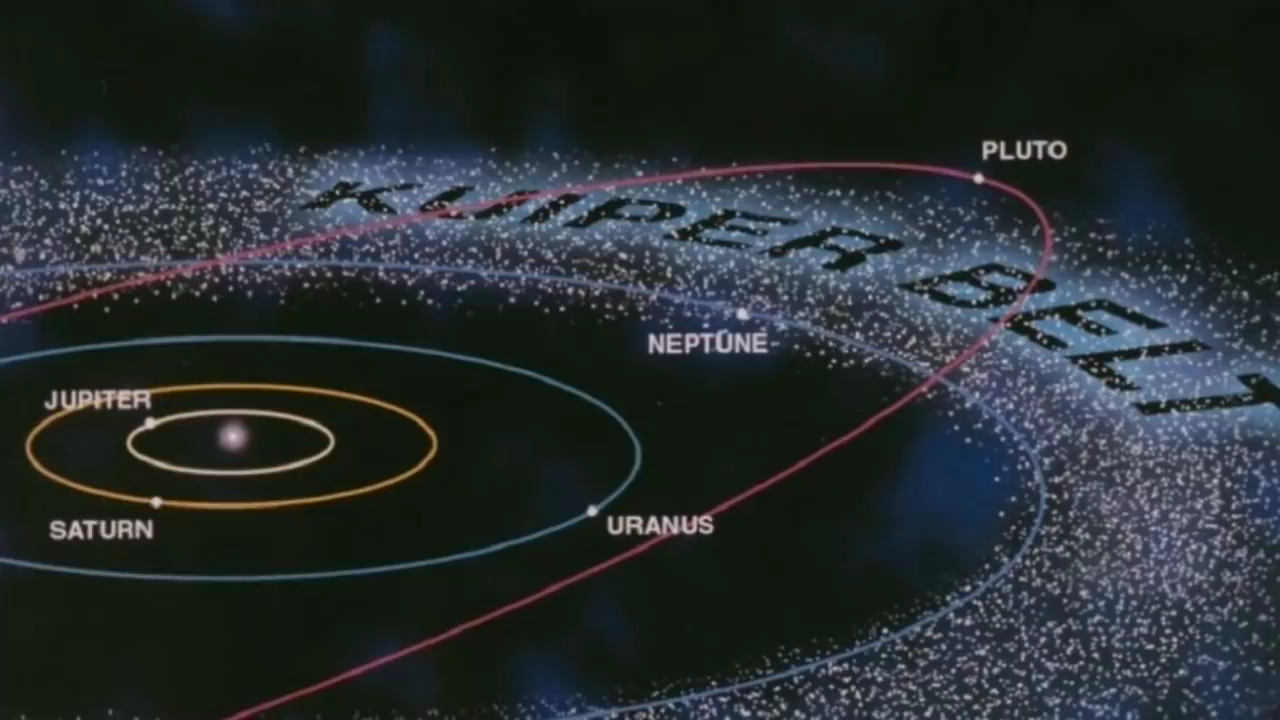 PLUTO
KUIPER BELT
NEPTUNE
JUPITER
URANUS
SATURN